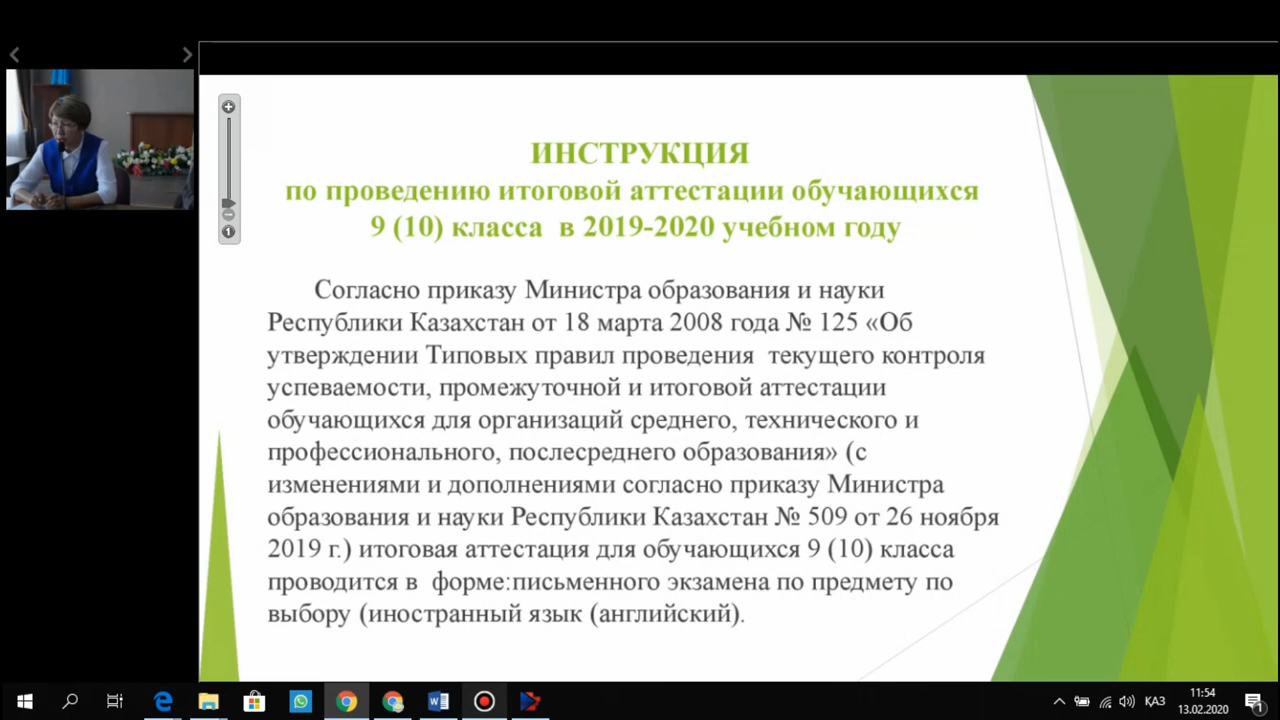 ИНСТРУКЦИЯ
по проведению итоговой аттестации обучающихся
9 (10) класса в 2019-2020 учебном году
Согласно приказу Министра образования и науки
Республики Казахстан от 18 марта 2008 года № 125 «Об
утверждении Типовых правил проведения текущего контроля
успеваемости, промежуточной и итоговой аттестации
обучающихся для организаций среднего, технического и
профессионального, послесреднего образования» (с
изменениями и дополнениями согласно приказу Министра
образования и науки Республики Казахстан № 509 от 26 ноября
2019 г.) итоговая аттестация для обучающихся 9 (10) класса
проводится в форме:письменного экзамена по предмету по
выбору (иностранный язык (английский).
ҚАЗ
11:54
13.02.2020
1